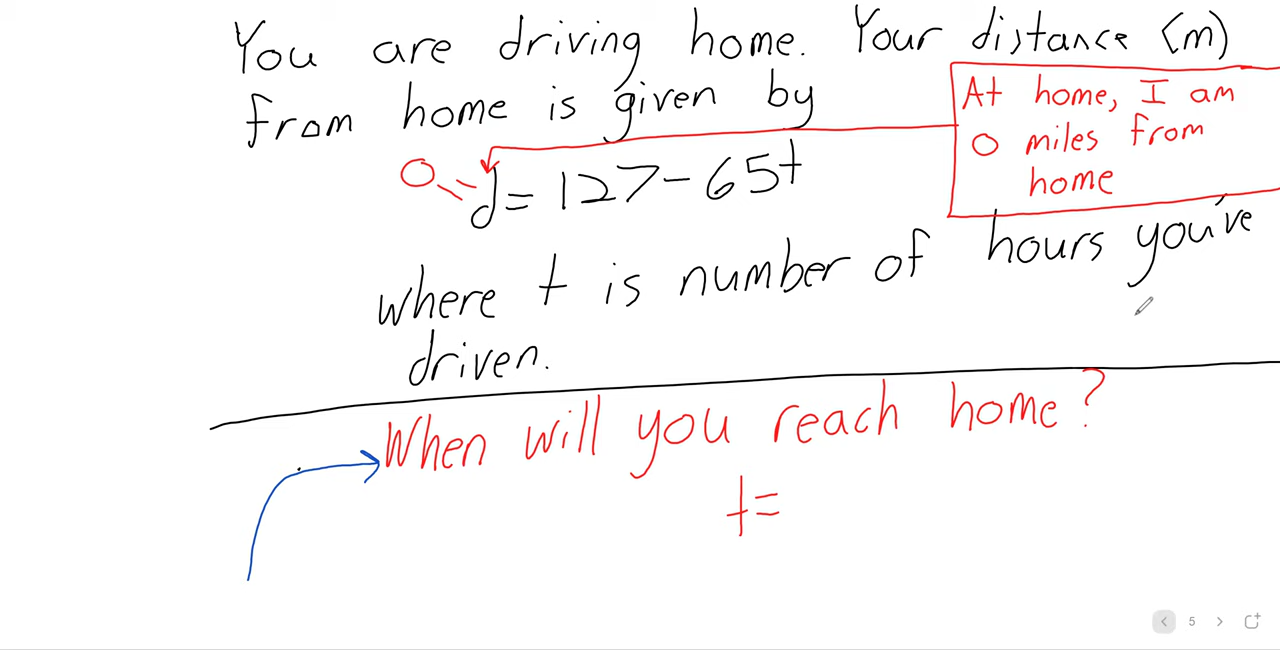 You are driving home. Your distance (m)
from home is given by
At home, I am
0 miles from
home
0 = d = 127 - 65t
where t is number of hours you've
driven.
When will you reach home?
t =
5